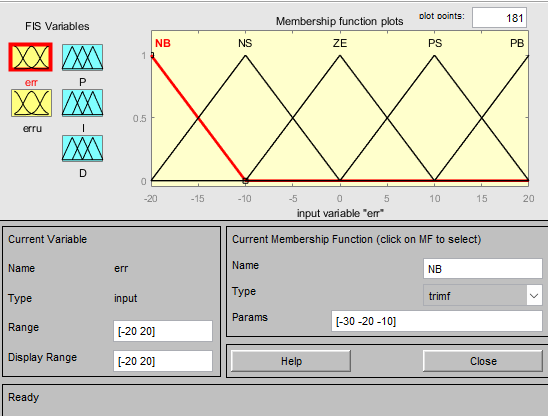 FIS Variables
err
erru
P
I
D
Membership function plots
plot points:
181
NB
NS
ZE
PS
PB
1
0.5
0
-20
-15
-10
-5
0
5
10
15
20
input variable "err"
Current Variable
Name
err
Type
input
Range
[-20 20]
Display Range
[-20 20]
Current Membership Function (click on MF to select)
Name
NB
Type
trimf
Params
[-30 -20 -10]
Help
Close
Ready